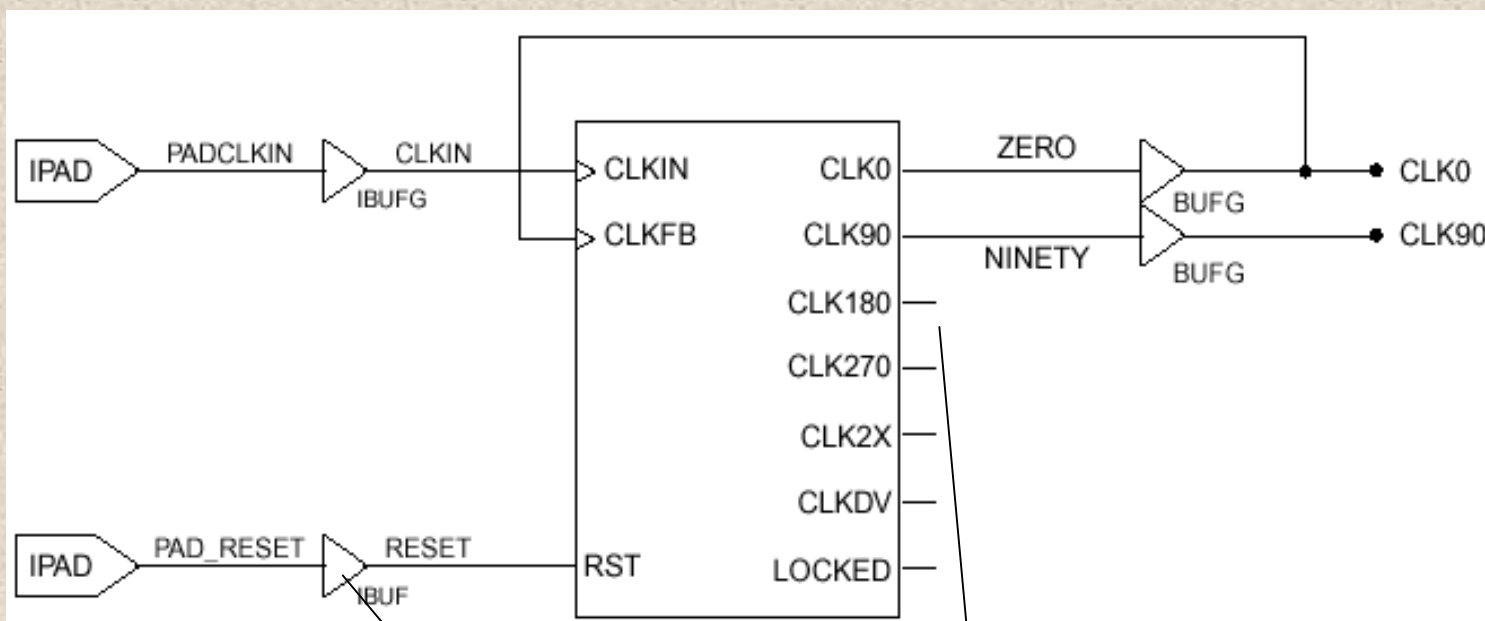 IPAD
PADCLKIN
IBUFG
CLKIN
CLKIN
CLKFB
CLK0
CLK90
CLK180
CLK270
CLK2X
CLKDV
LOCKED
RST
ZERO
BUFG
CLK0
NINETY
BUFG
CLK90
IPAD
PAD_RESET
IBUF
RESET